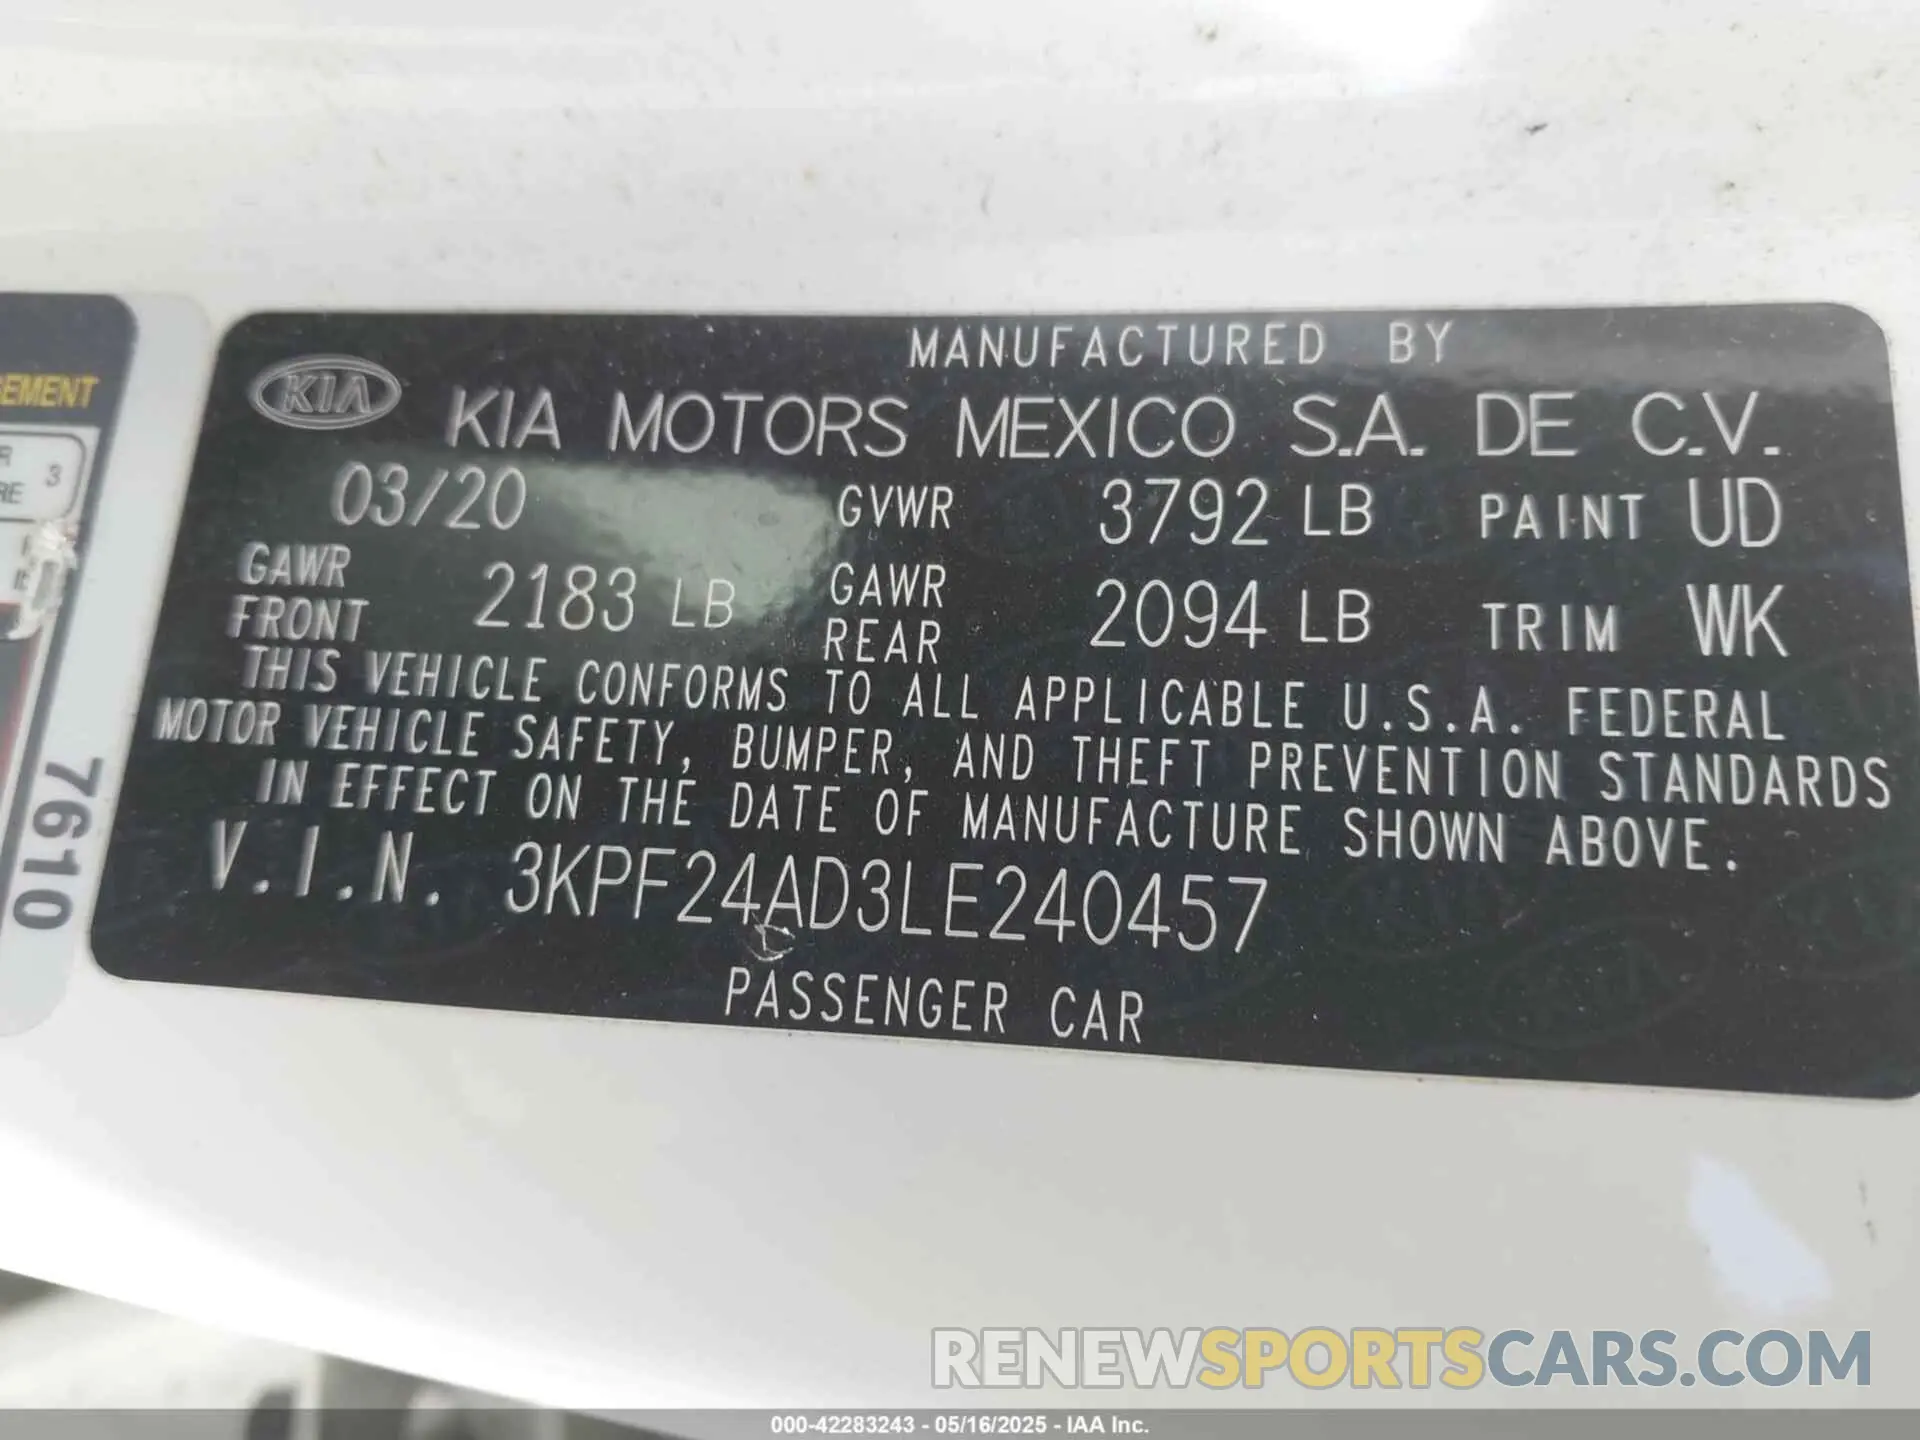 MANUFACTURED BY
KIA KIA MOTORS MEXICO S.A. DE C.V.
03/20 GVWR 3792 LB PAINT UD
GAWR FRONT 2183 LB GAWR REAR 2094 LB TRIM WK
THIS VEHICLE CONFORMS TO ALL APPLICABLE U.S.A. FEDERAL
MOTOR VEHICLE SAFETY, BUMPER, AND THEFT PREVENTION STANDARDS
IN EFFECT ON THE DATE OF MANUFACTURE SHOWN ABOVE.
V.I.N. 3KPF24AD3LE240457
PASSENGER CAR
EMENT
R
RE 3
7610
RENEWSPORTSCARS.COM
000-42283243 - 05/16/2025 - IAA Inc.